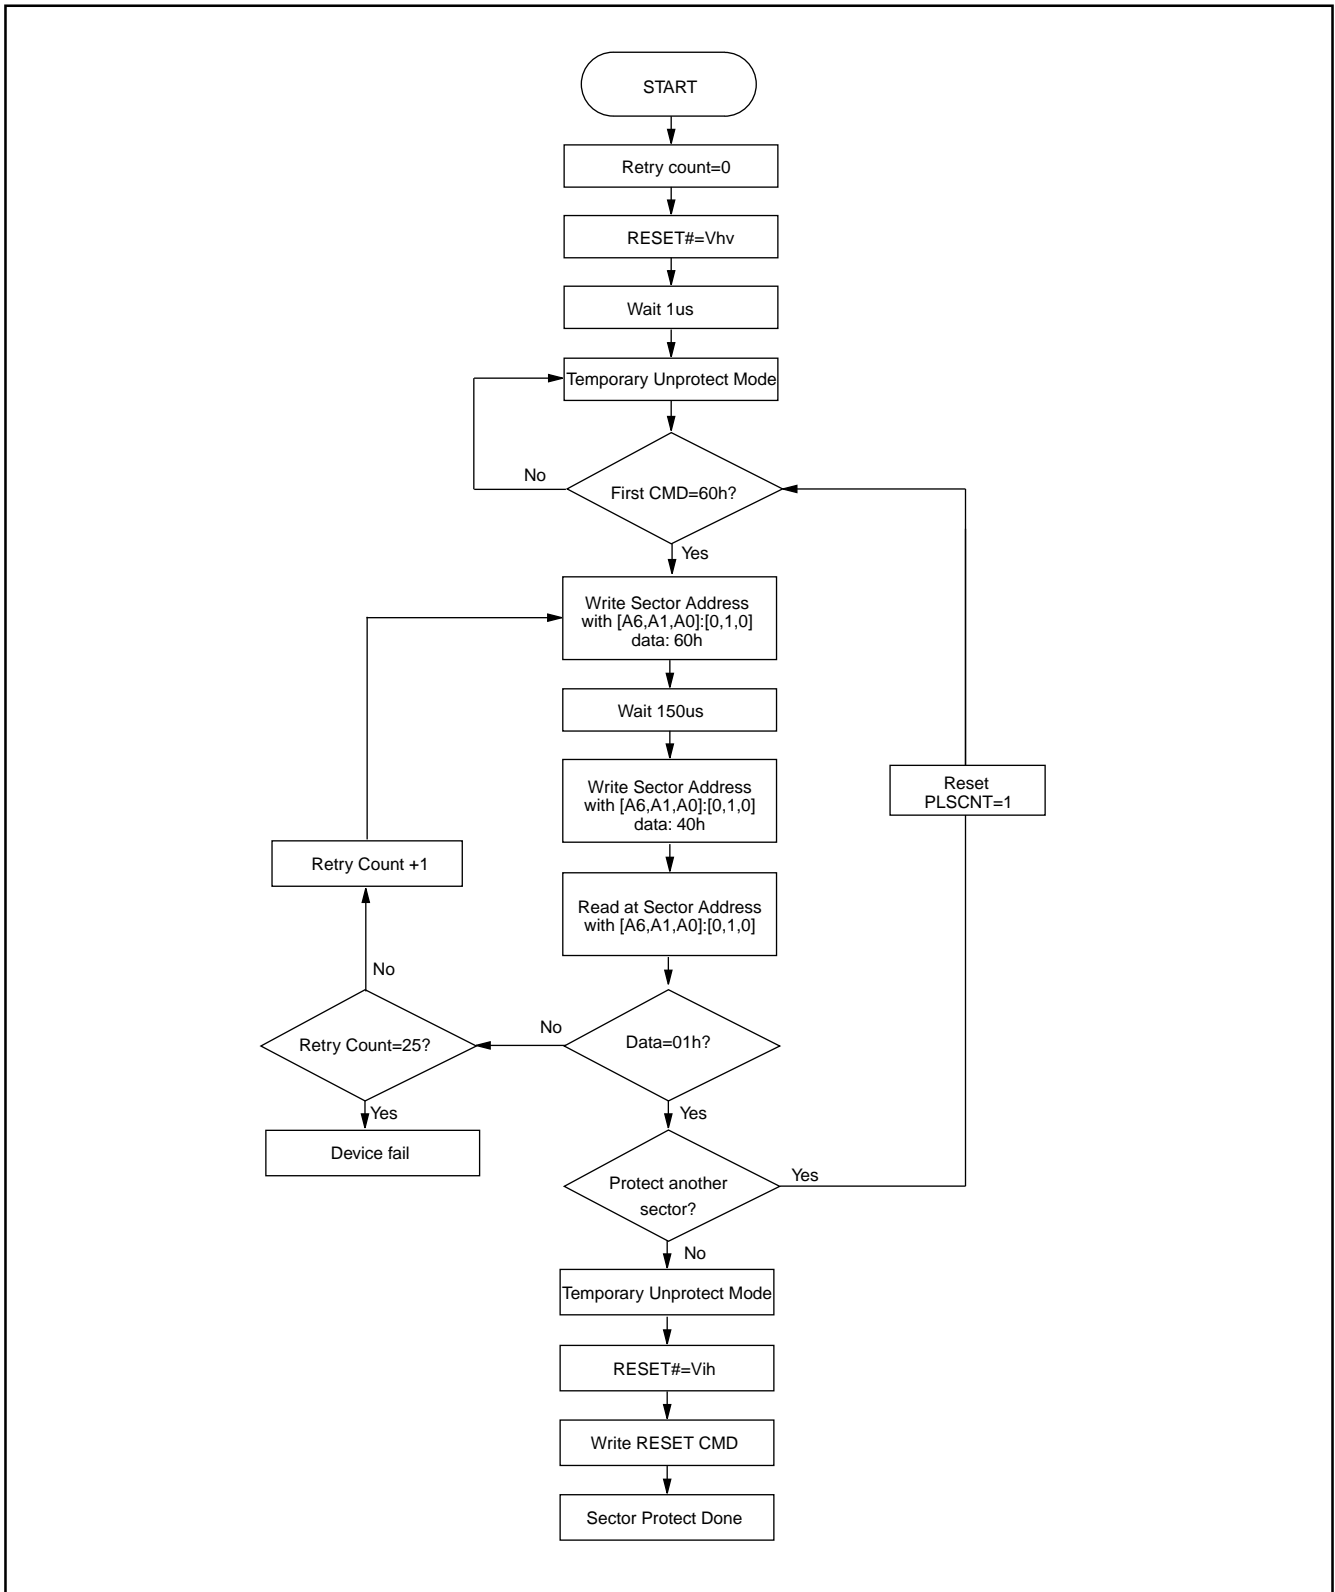 START
Retry count=0
RESET#=Vhv
Wait 1us
Temporary Unprotect Mode
No
First CMD=60h?
Yes
Write Sector Address
with [A6,A1,A0]:[0,1,0]
data: 60h
Wait 150us
Write Sector Address
with [A6,A1,A0]:[0,1,0]
data: 40h
Reset
PLSCNT=1
Retry Count +1
Read at Sector Address
with [A6,A1,A0]:[0,1,0]
No
No
Retry Count=25?
Data=01h?
Yes
Yes
Device fail
Protect another
sector?
Yes
No
Temporary Unprotect Mode
RESET#=Vih
Write RESET CMD
Sector Protect Done